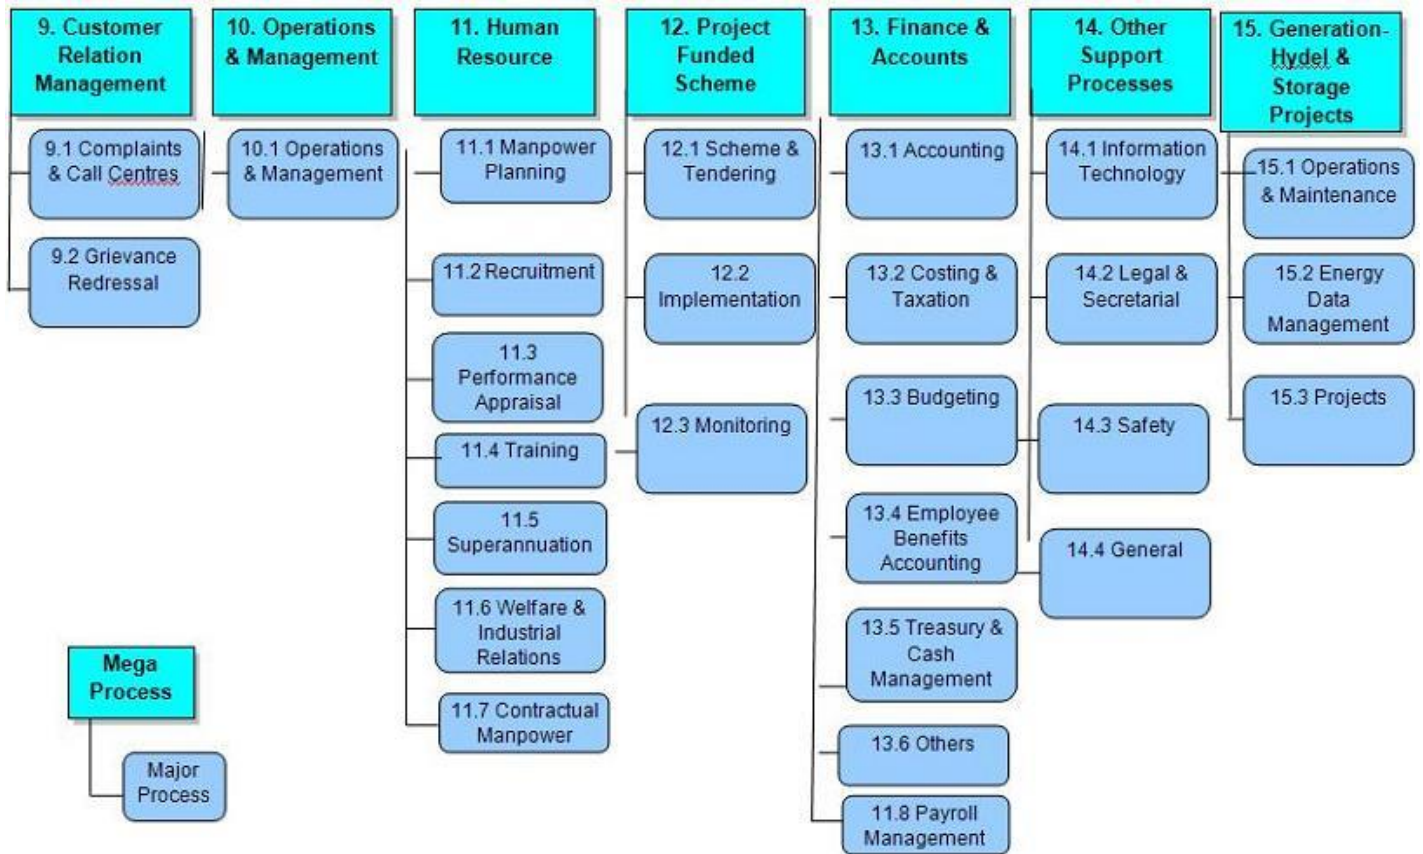 9. Customer
Relation
Management
9.1 Complaints
& Call Centres
9.2 Grievance
Redressal
10. Operations
& Management
10.1 Operations
& Management
11. Human
Resource
11.1 Manpower
Planning
11.2 Recruitment
11.3
Performance
Appraisal
11.4 Training
11.5
Superannuation
11.6 Welfare &
Industrial
Relations
11.7 Contractual
Manpower
12. Project
Funded
Scheme
12.1 Scheme &
Tendering
12.2
Implementation
12.3 Monitoring
13. Finance &
Accounts
13.1 Accounting
13.2 Costing &
Taxation
13.3 Budgeting
13.4 Employee
Benefits
Accounting
13.5 Treasury &
Cash
Management
13.6 Others
11.8 Payroll
Management
14. Other
Support
Processes
14.1 Information
Technology
14.2 Legal &
Secretarial
14.3 Safety
14.4 General
15. Generation-
Hydel &
Storage
Projects
15.1 Operations
& Maintenance
15.2 Energy
Data
Management
15.3 Projects
Mega
Process
Major
Process